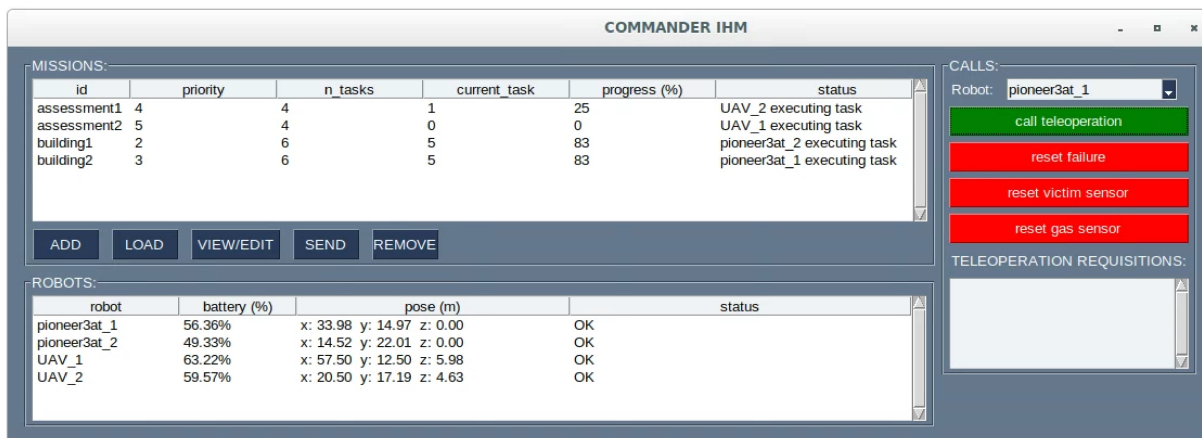 COMMANDER IHM
MISSIONS:
id priority n_tasks current_task progress (%) status
assessment1 4 4 1 25 UAV_2 executing task
assessment2 5 4 0 0 UAV_1 executing task
building1 2 6 5 83 pioneer3at_2 executing task
building2 3 6 5 83 pioneer3at_1 executing task
ADD LOAD VIEW/EDIT SEND REMOVE
ROBOTS:
robot battery (%) pose (m) status
pioneer3at_1 56.36% x: 33.98 y: 14.97 z: 0.00 OK
pioneer3at_2 49.33% x: 14.52 y: 22.01 z: 0.00 OK
UAV_1 63.22% x: 57.50 y: 12.50 z: 5.98 OK
UAV_2 59.57% x: 20.50 y: 17.19 z: 4.63 OK
CALLS:
Robot: pioneer3at_1
call teleoperation
reset failure
reset victim sensor
reset gas sensor
TELEOPERATION REQUISITIONS: